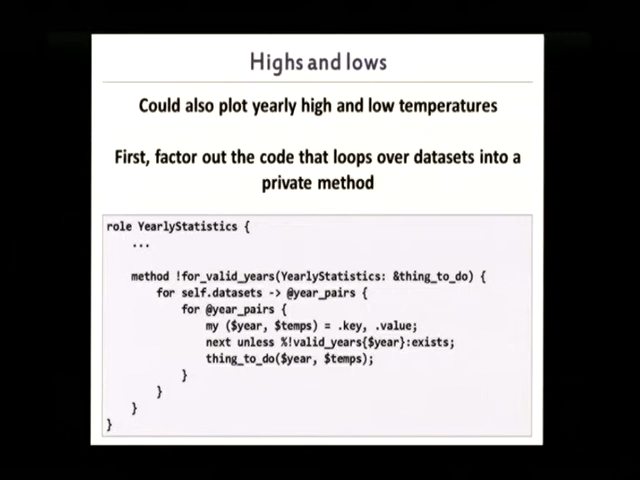 Highs and lows
Could also plot yearly high and low temperatures
First, factor out the code that loops over datasets into a
private method
role YearlyStatistics {
...
method !for_valid_years(YearlyStatistics: &thing_to_do) {
for self.datasets -> @year_pairs {
for @year_pairs {
my ($year, $temps) = .key, .value;
next unless %!valid_years{$year}:exists;
thing_to_do($year, $temps);
}
}
}
}